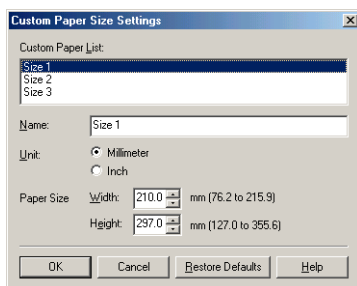 Custom Paper Size Settings
Custom Paper List:
Size 1
Size 2
Size 3
Name: Size 1
Unit: Millimeter
Inch
Paper Size Width: 210.0 mm (76.2 to 215.9)
Height: 297.0 mm (127.0 to 355.6)
OK Cancel Restore Defaults Help